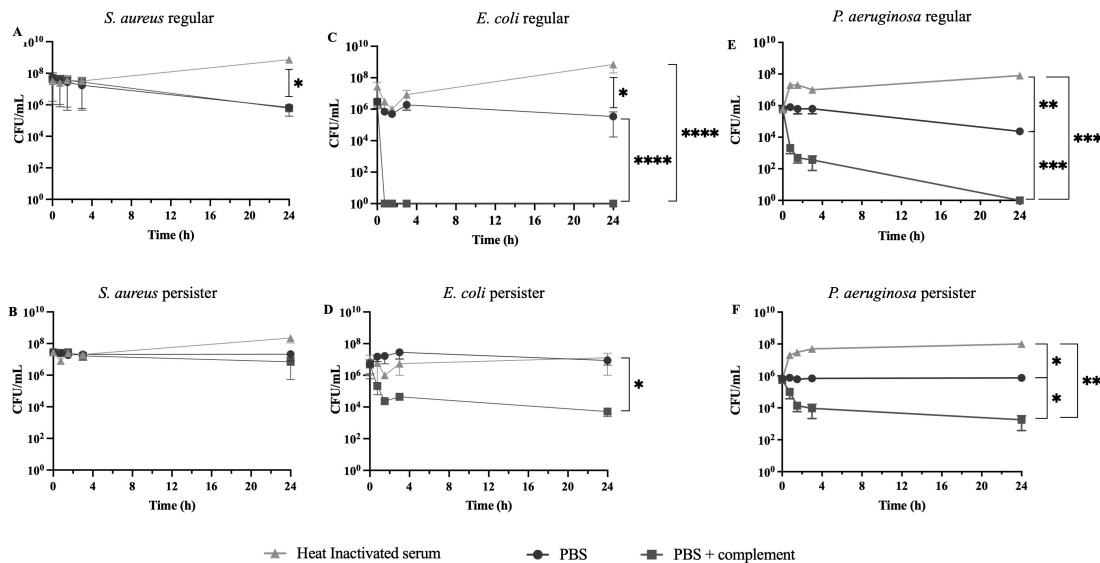 S. aureus regular
A
CFU/mL
10^10
10^8
10^6
10^4
10^2
10^0
0 4 8 12 16 20 24
Time (h)
*
E. coli regular
C
CFU/mL
10^10
10^8
10^6
10^4
10^2
10^0
0 4 8 12 16 20 24
Time (h)
*
****
****
P. aeruginosa regular
E
CFU/mL
10^10
10^8
10^6
10^4
10^2
10^0
0 4 8 12 16 20 24
Time (h)
**
***
***
S. aureus persister
B
CFU/mL
10^10
10^8
10^6
10^4
10^2
10^0
0 4 8 12 16 20 24
Time (h)
E. coli persister
D
CFU/mL
10^10
10^8
10^6
10^4
10^2
10^0
0 4 8 12 16 20 24
Time (h)
*
P. aeruginosa persister
F
CFU/mL
10^10
10^8
10^6
10^4
10^2
10^0
0 4 8 12 16 20 24
Time (h)
*
*
**
Heat Inactivated serum PBS PBS + complement